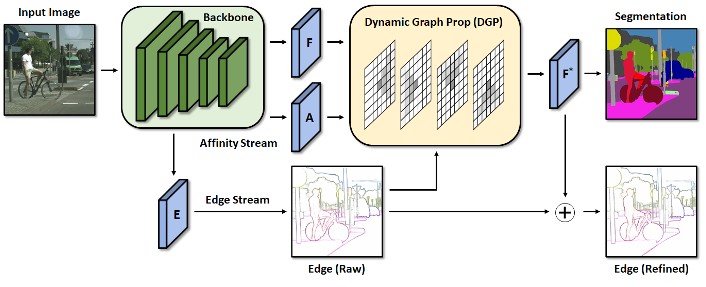 Input Image
Backbone
F
Dynamic Graph Prop (DGP)
F*
Segmentation
A
Affinity Stream
E
Edge Stream
Edge (Raw)
+
Edge (Refined)